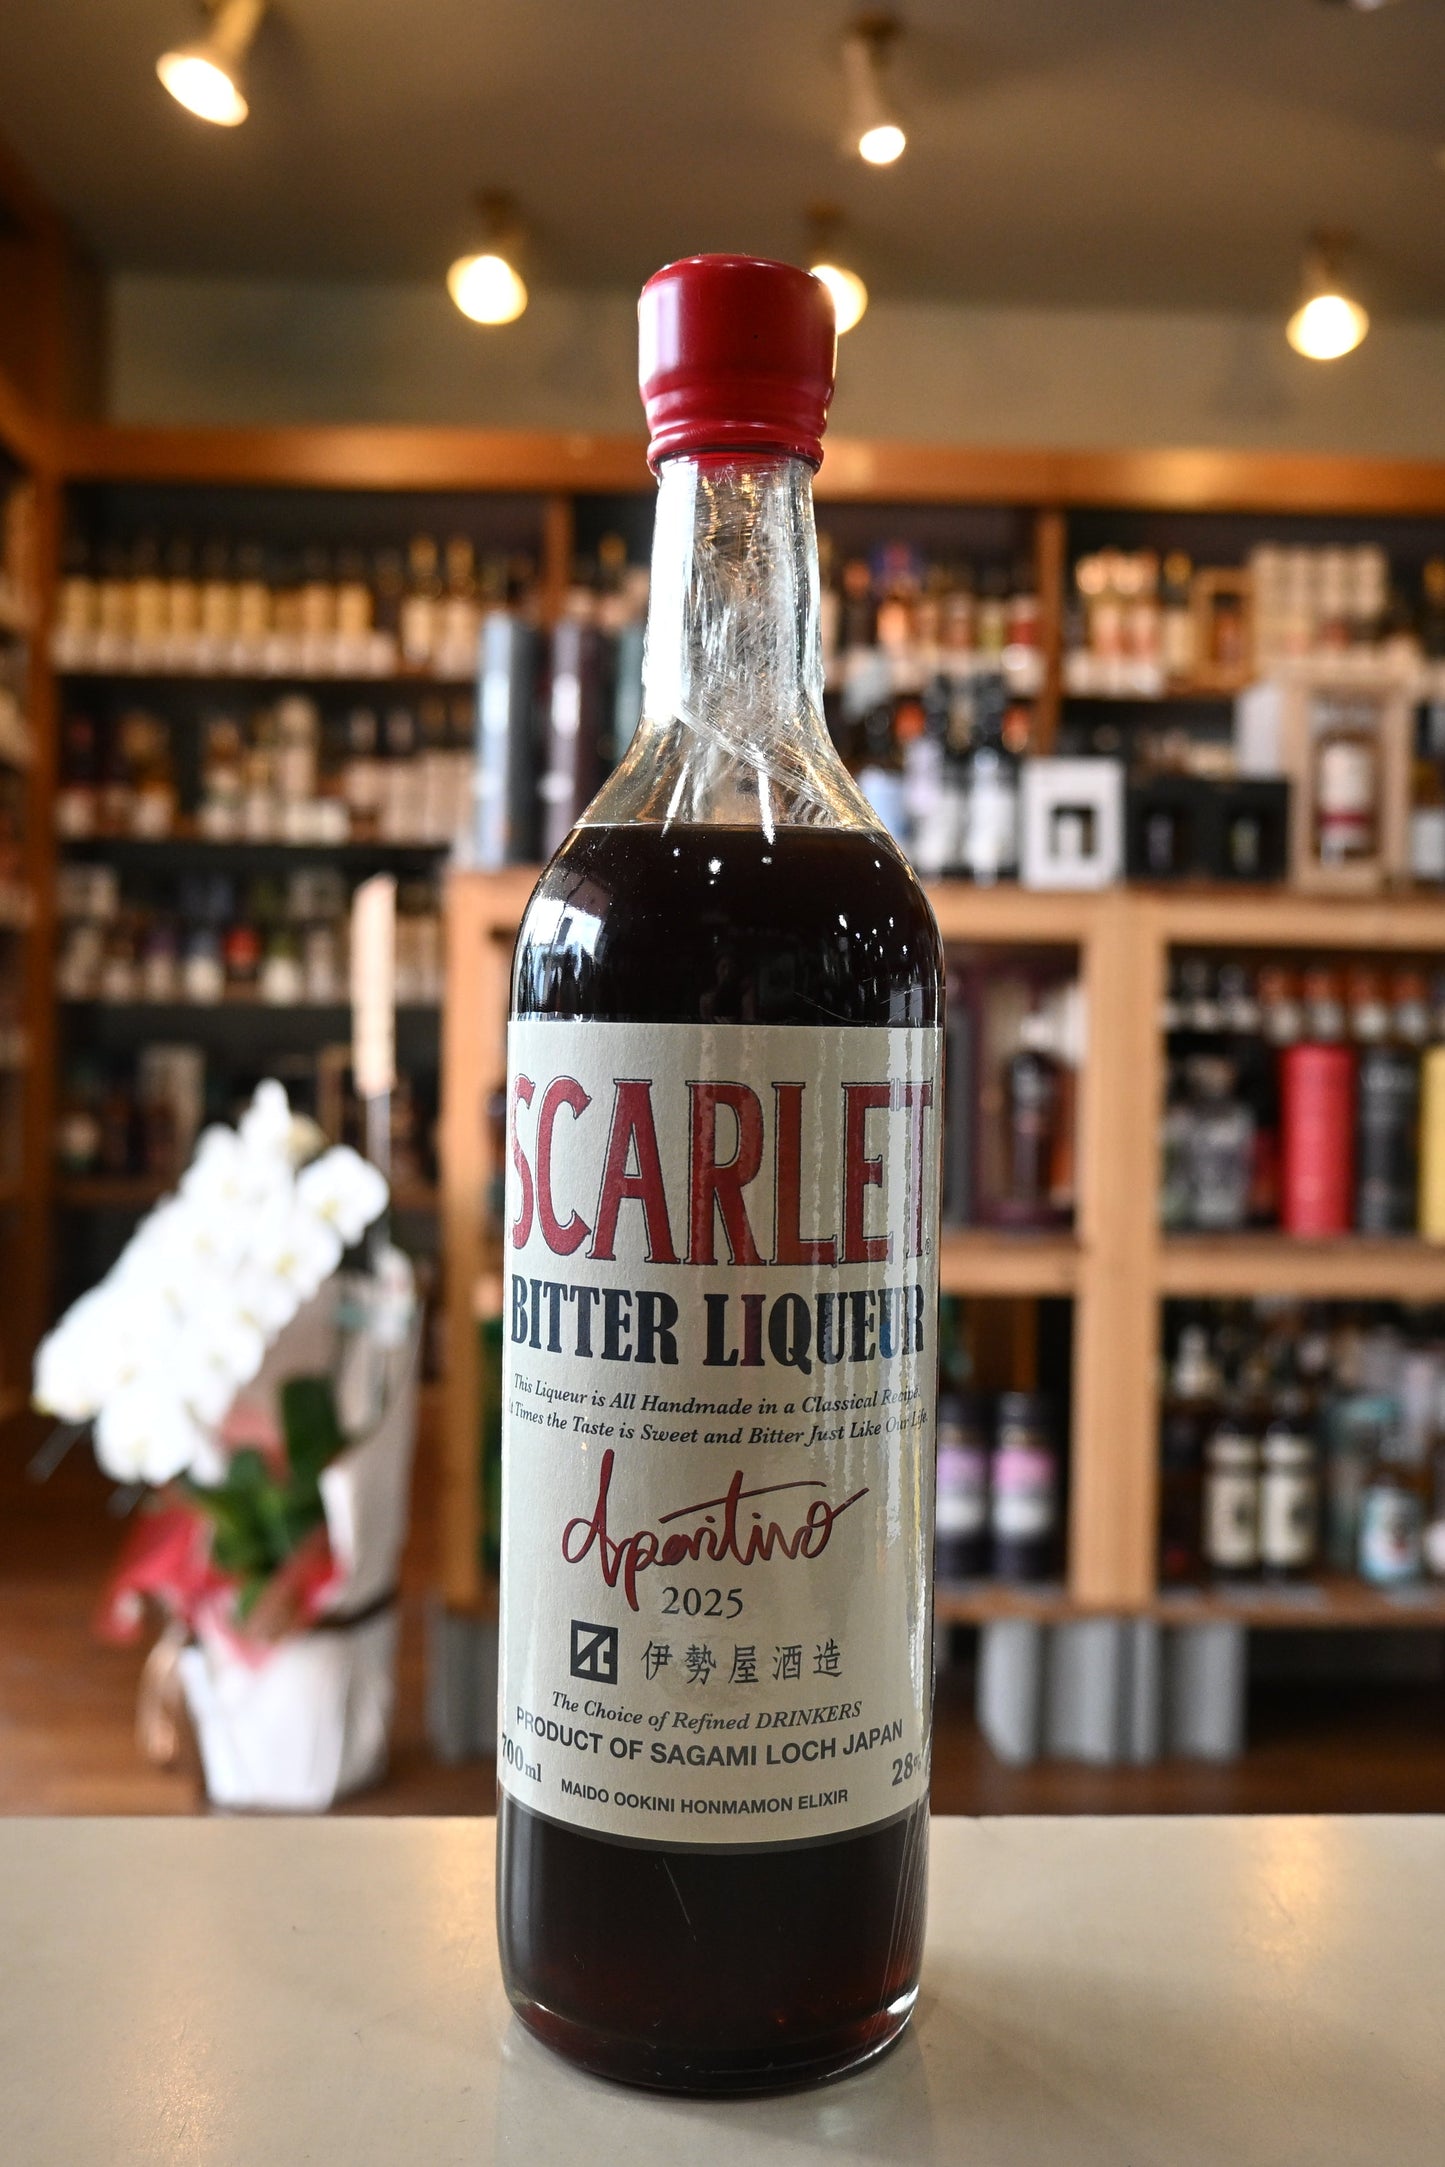 SCARLET
®
BITTER LIQUEUR
This Liqueur is All Handmade in a Classical Recipe.
Times the Taste is Sweet and Bitter Just Like Our Life.
Aperitivo
2025
伊勢屋酒造
The Choice of Refined DRINKERS
PRODUCT OF SAGAMI LOCH JAPAN
700ml
28%
MAIDO OOKINI HONMAMON ELIXIR